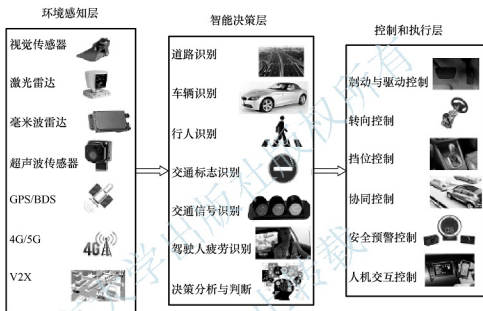 环境感知层
视觉传感器
激光雷达
毫米波雷达
超声波传感器
GPS/BDS
4G/5G
4G
V2X
智能决策层
道路识别
车辆识别
行人识别
交通标志识别
交通信号识别
驾驶人疲劳识别
决策分析与判断
控制和执行层
制动与驱动控制
转向控制
挡位控制
协同控制
安全预警控制
人机交互控制